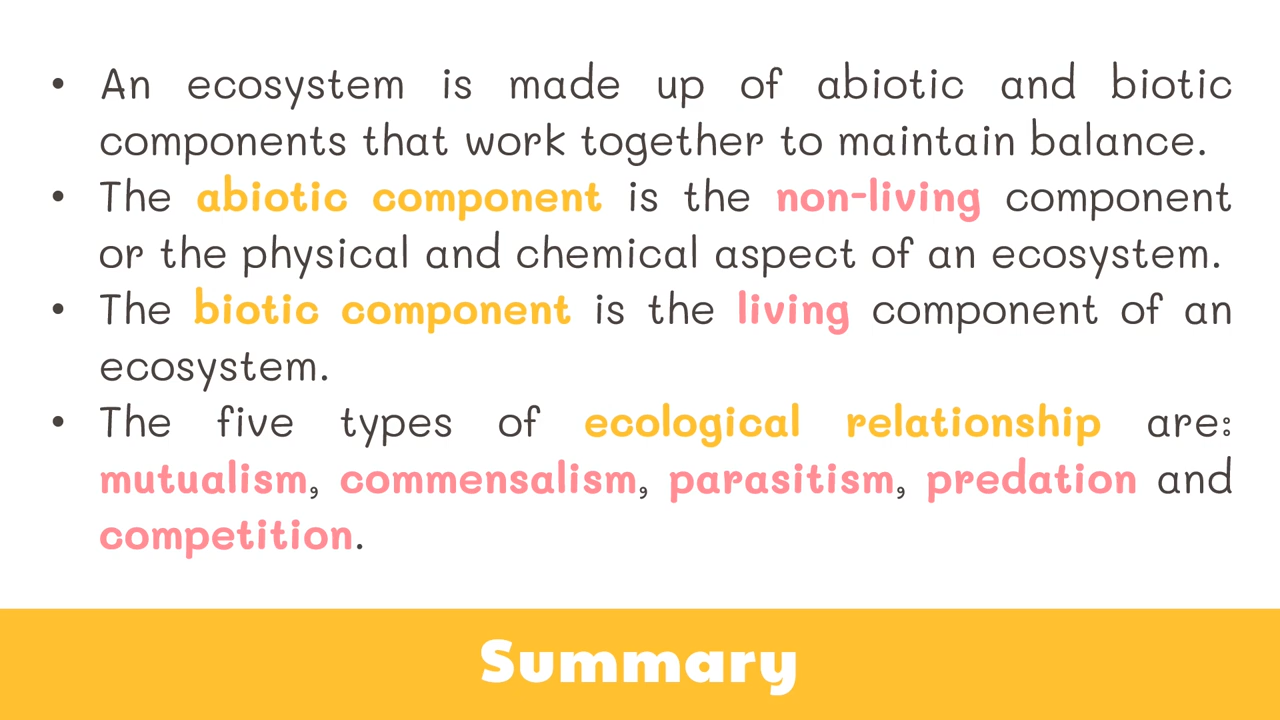 • An ecosystem is made up of abiotic and biotic
components that work together to maintain balance.
• The abiotic component is the non-living component
or the physical and chemical aspect of an ecosystem.
• The biotic component is the living component of an
ecosystem.
• The five types of ecological relationship are:
mutualism, commensalism, parasitism, predation and
competition.
Summary